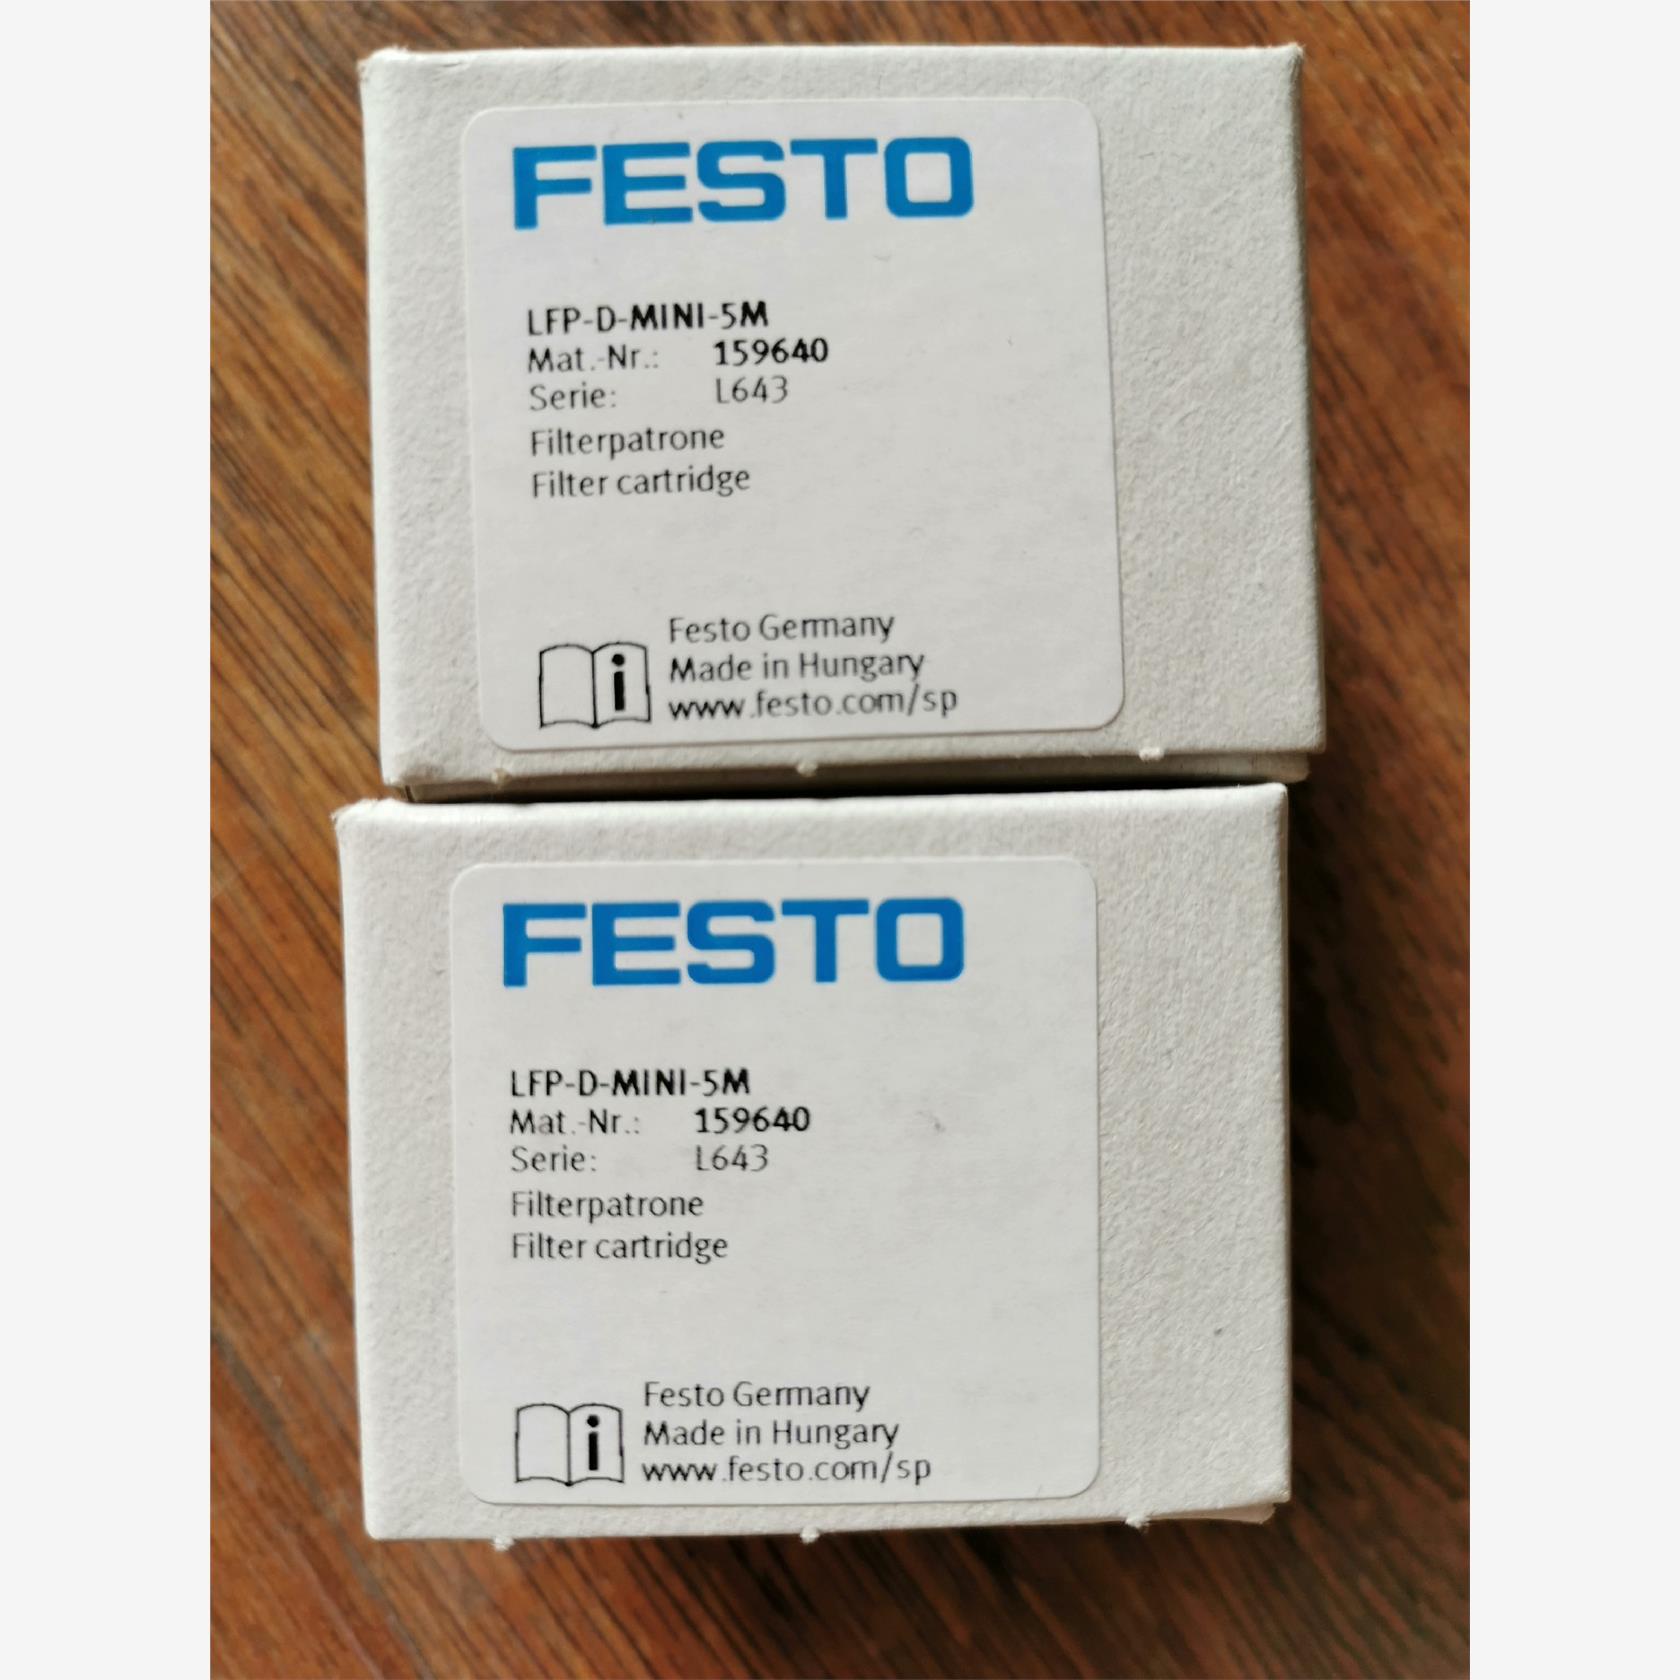 FESTO
LFP-D-MINI-5M
Mat.-Nr.: 159640
Serie: L643
Filterpatrone
Filter cartridge
i
Festo Germany
Made in Hungary
www.festo.com/sp
FESTO
LFP-D-MINI-5M
Mat.-Nr.: 159640
Serie: L643
Filterpatrone
Filter cartridge
i
Festo Germany
Made in Hungary
www.festo.com/sp